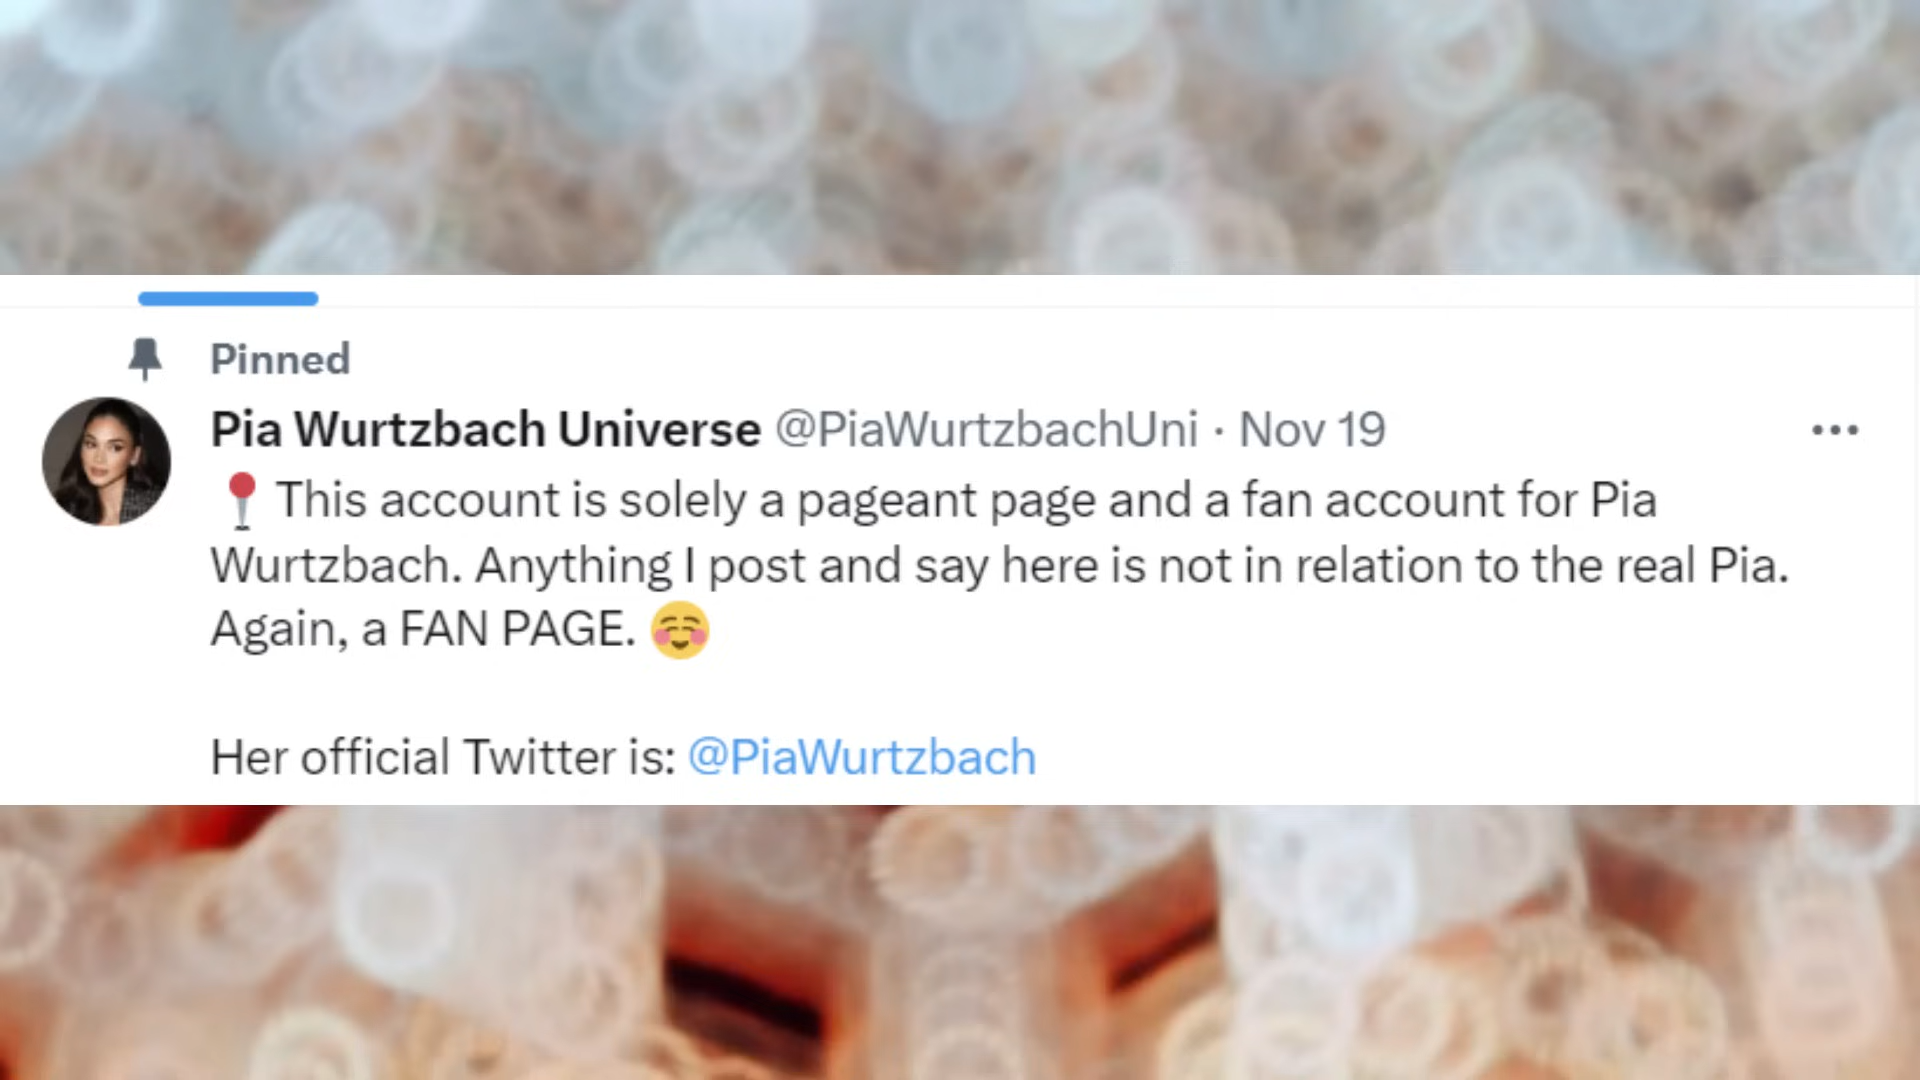 Pinned
Pia Wurtzbach Universe @PiaWurtzbachUni · Nov 19
📍 This account is solely a pageant page and a fan account for Pia
Wurtzbach. Anything I post and say here is not in relation to the real Pia.
Again, a FAN PAGE. ☺️
Her official Twitter is: @PiaWurtzbach